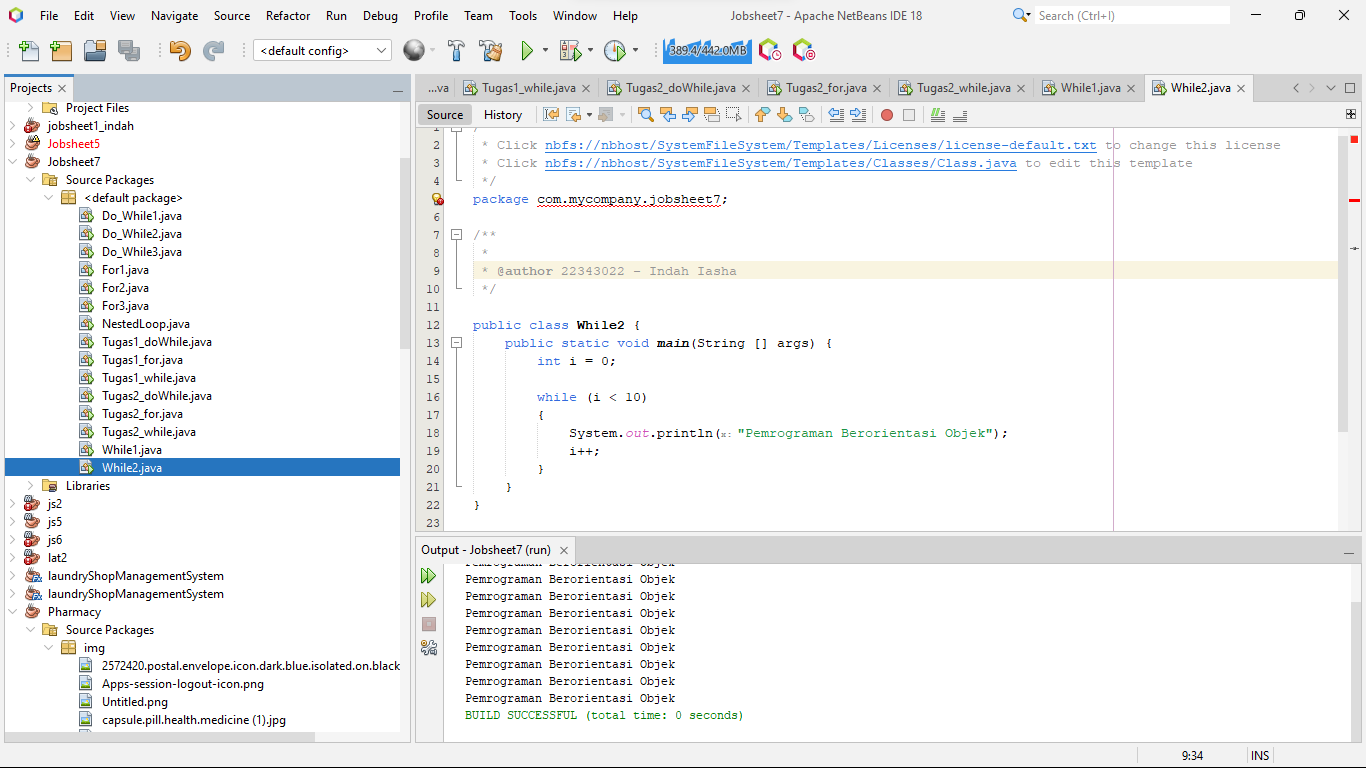 File Edit View Navigate Source Refactor Run Debug Profile Team Tools Window Help Jobsheet7 - Apache NetBeans IDE 18 Search (Ctrl+I)
<default config> 389.4/442.0MB
Projects
Project Files
jobsheet1_indah
Jobsheet5
Jobsheet7
Source Packages
<default package>
Do_While1.java
Do_While2.java
Do_While3.java
For1.java
For2.java
For3.java
NestedLoop.java
Tugas1_doWhile.java
Tugas1_for.java
Tugas1_while.java
Tugas2_doWhile.java
Tugas2_for.java
Tugas2_while.java
While1.java
While2.java
Libraries
js2
js5
js6
lat2
laundryShopManagementSystem
laundryShopManagementSystem
Pharmacy
Source Packages
img
2572420.postal.envelope.icon.dark.blue.isolated.on.black
Apps-session-logout-icon.png
Untitled.png
capsule.pill.health.medicine (1).jpg
...va Tugas1_while.java Tugas2_doWhile.java Tugas2_for.java Tugas2_while.java While1.java While2.java
Source History
1
2 * Click nbfs://nbhost/SystemFileSystem/Templates/Licenses/license-default.txt to change this license
3 * Click nbfs://nbhost/SystemFileSystem/Templates/Classes/Class.java to edit this template
4 */
package com.mycompany.jobsheet7;
6
7 /**
8 *
9 * @author 22343022 - Indah Iasha
10 */
11
12 public class While2 {
13 public static void main(String [] args) {
14 int i = 0;
15
16 while (i < 10)
17 {
18 System.out.println(x: "Pemrograman Berorientasi Objek");
19 i++;
20 }
21 }
22 }
23
Output - Jobsheet7 (run)
Pemrograman Berorientasi Objek
Pemrograman Berorientasi Objek
Pemrograman Berorientasi Objek
Pemrograman Berorientasi Objek
Pemrograman Berorientasi Objek
Pemrograman Berorientasi Objek
Pemrograman Berorientasi Objek
Pemrograman Berorientasi Objek
Pemrograman Berorientasi Objek
BUILD SUCCESSFUL (total time: 0 seconds)
9:34 INS